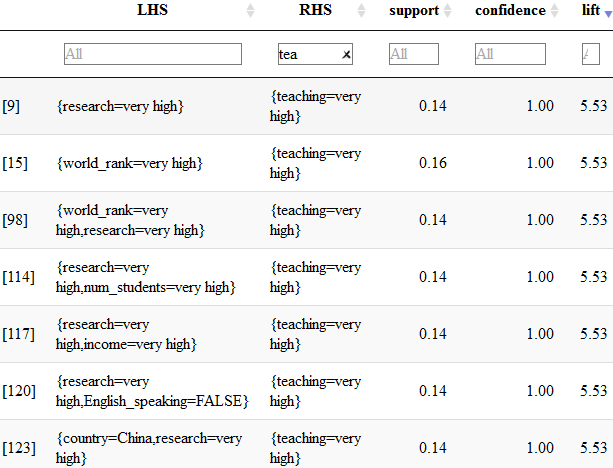 LHS RHS support confidence lift
All tea × All All A
[9] {research=very high} {teaching=very high} 0.14 1.00 5.53
[15] {world_rank=very high} {teaching=very high} 0.16 1.00 5.53
[98] {world_rank=very high,research=very high} {teaching=very high} 0.14 1.00 5.53
[114] {research=very high,num_students=very high} {teaching=very high} 0.14 1.00 5.53
[117] {research=very high,income=very high} {teaching=very high} 0.14 1.00 5.53
[120] {research=very high,English_speaking=FALSE} {teaching=very high} 0.14 1.00 5.53
[123] {country=China,research=very high} {teaching=very high} 0.14 1.00 5.53